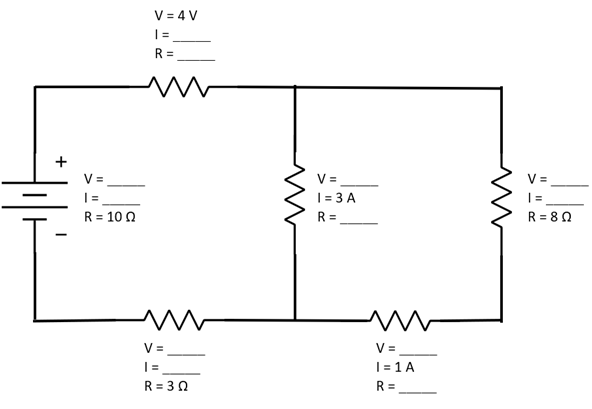 V = 4 V
I = _____
R = _____
+
V = _____
I = _____
R = 10 Ω
−
V = _____
I = 3 A
R = _____
V = _____
I = _____
R = 8 Ω
V = _____
I = _____
R = 3 Ω
V = _____
I = 1 A
R = _____